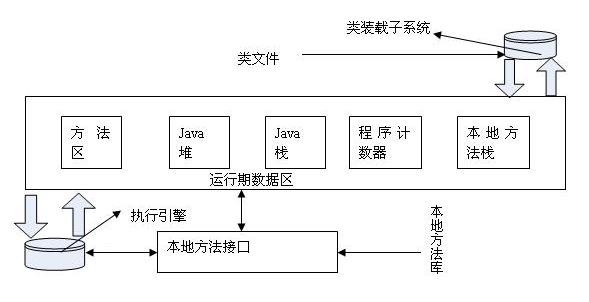 类装载子系统
类文件
方法
区
Java
堆
Java
栈
程序计
数器
本地方
法栈
运行期数据区
执行引擎
本地方法接口
本地方法库